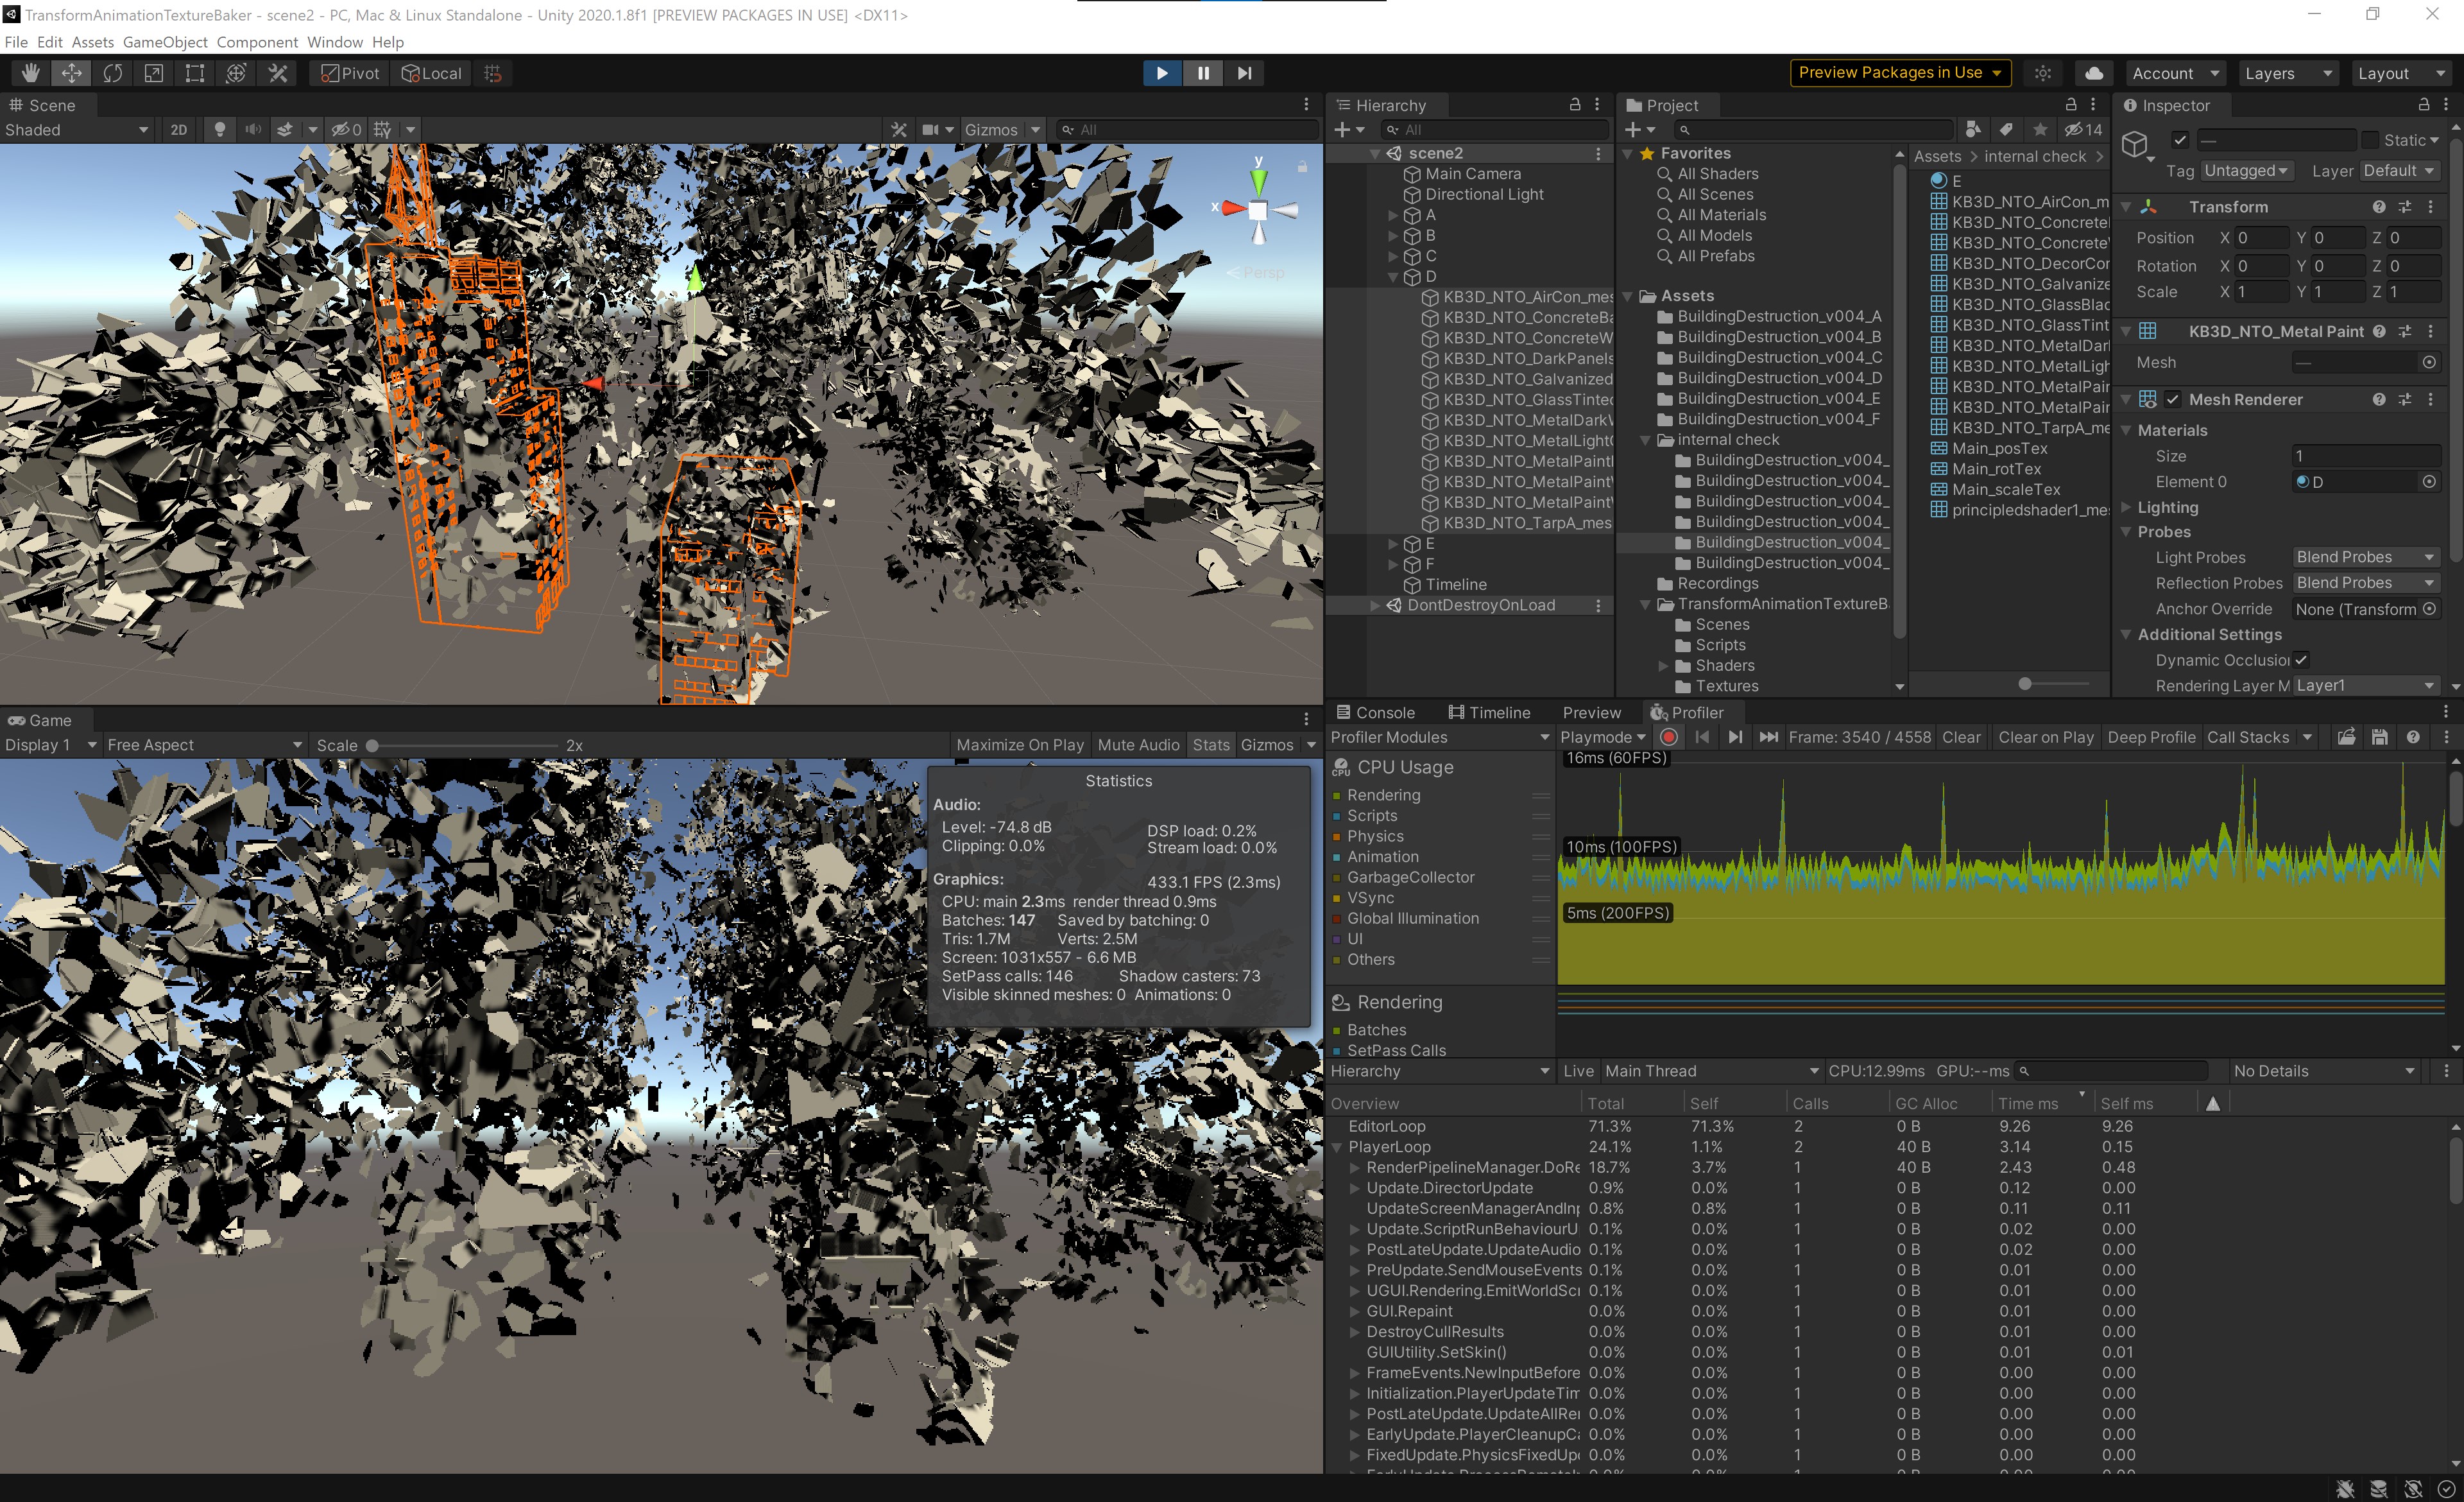 TransformAnimationTextureBaker - scene2 - PC, Mac & Linux Standalone - Unity 2020.1.8f1 [PREVIEW PACKAGES IN USE] <DX11>
File Edit Assets GameObject Component Window Help
Pivot Local Preview Packages in Use Account Layers Layout
Scene
Shaded 2D 0 Gizmos All
y
x
Persp
Hierarchy
All
scene2
Main Camera
Directional Light
A
B
C
D
KB3D_NTO_AirCon_mes
KB3D_NTO_ConcreteBa
KB3D_NTO_ConcreteW
KB3D_NTO_DarkPanels
KB3D_NTO_Galvanized
KB3D_NTO_GlassTinted
KB3D_NTO_MetalDarkW
KB3D_NTO_MetalLight
KB3D_NTO_MetalPaint
KB3D_NTO_MetalPaint
KB3D_NTO_MetalPaint
KB3D_NTO_TarpA_mes
E
F
Timeline
DontDestroyOnLoad
Project
14
Favorites
All Shaders
All Scenes
All Materials
All Models
All Prefabs
Assets
BuildingDestruction_v004_A
BuildingDestruction_v004_B
BuildingDestruction_v004_C
BuildingDestruction_v004_D
BuildingDestruction_v004_E
BuildingDestruction_v004_F
internal check
BuildingDestruction_v004_
BuildingDestruction_v004_
BuildingDestruction_v004_
BuildingDestruction_v004_
BuildingDestruction_v004_
BuildingDestruction_v004_
Recordings
TransformAnimationTextureB
Scenes
Scripts
Shaders
Textures
Assets > internal check >
E
KB3D_NTO_AirCon_m
KB3D_NTO_Concrete
KB3D_NTO_Concrete
KB3D_NTO_DecorCor
KB3D_NTO_Galvanize
KB3D_NTO_GlassBlac
KB3D_NTO_GlassTint
KB3D_NTO_MetalDar
KB3D_NTO_MetalLigh
KB3D_NTO_MetalPair
KB3D_NTO_MetalPair
KB3D_NTO_TarpA_me
Main_posTex
Main_rotTex
Main_scaleTex
principledshader1_me
Inspector
— Static
Tag Untagged Layer Default
Transform
Position X 0 Y 0 Z 0
Rotation X 0 Y 0 Z 0
Scale X 1 Y 1 Z 1
KB3D_NTO_Metal Paint
Mesh —
Mesh Renderer
Materials
Size 1
Element 0 D
Lighting
Probes
Light Probes Blend Probes
Reflection Probes Blend Probes
Anchor Override None (Transform
Additional Settings
Dynamic Occlusion
Rendering Layer M Layer1
Game
Display 1 Free Aspect Scale 2x Maximize On Play Mute Audio Stats Gizmos
Statistics
Audio:
Level: -74.8 dB DSP load: 0.2%
Clipping: 0.0% Stream load: 0.0%
Graphics: 433.1 FPS (2.3ms)
CPU: main 2.3ms render thread 0.9ms
Batches: 147 Saved by batching: 0
Tris: 1.7M Verts: 2.5M
Screen: 1031x557 - 6.6 MB
SetPass calls: 146 Shadow casters: 73
Visible skinned meshes: 0 Animations: 0
Console Timeline Preview Profiler
Profiler Modules Playmode Frame: 3540 / 4558 Clear Clear on Play Deep Profile Call Stacks
CPU Usage
Rendering
Scripts
Physics
Animation
GarbageCollector
VSync
Global Illumination
UI
Others
16ms (60FPS)
10ms (100FPS)
5ms (200FPS)
Rendering
Batches
SetPass Calls
Hierarchy Live Main Thread CPU:12.99ms GPU:--ms No Details
Overview Total Self Calls GC Alloc Time ms Self ms
EditorLoop 71.3% 71.3% 2 0 B 9.26 9.26
PlayerLoop 24.1% 1.1% 2 40 B 3.14 0.15
RenderPipelineManager.DoRe 18.7% 3.7% 1 40 B 2.43 0.48
Update.DirectorUpdate 0.9% 0.0% 1 0 B 0.12 0.00
UpdateScreenManagerAndInp 0.8% 0.8% 1 0 B 0.11 0.11
Update.ScriptRunBehaviourU 0.1% 0.0% 1 0 B 0.02 0.00
PostLateUpdate.UpdateAudio 0.1% 0.0% 1 0 B 0.02 0.00
PreUpdate.SendMouseEvents 0.1% 0.0% 1 0 B 0.01 0.00
UGUI.Rendering.EmitWorldScr 0.1% 0.0% 1 0 B 0.01 0.00
GUI.Repaint 0.0% 0.0% 1 0 B 0.01 0.00
DestroyCullResults 0.0% 0.0% 1 0 B 0.01 0.00
GUIUtility.SetSkin() 0.0% 0.0% 1 0 B 0.01 0.01
FrameEvents.NewInputBefore 0.0% 0.0% 1 0 B 0.00 0.00
Initialization.PlayerUpdateTim 0.0% 0.0% 1 0 B 0.00 0.00
PostLateUpdate.UpdateAllRe 0.0% 0.0% 1 0 B 0.00 0.00
EarlyUpdate.PlayerCleanupCa 0.0% 0.0% 1 0 B 0.00 0.00
FixedUpdate.PhysicsFixedUp 0.0% 0.0% 1 0 B 0.00 0.00